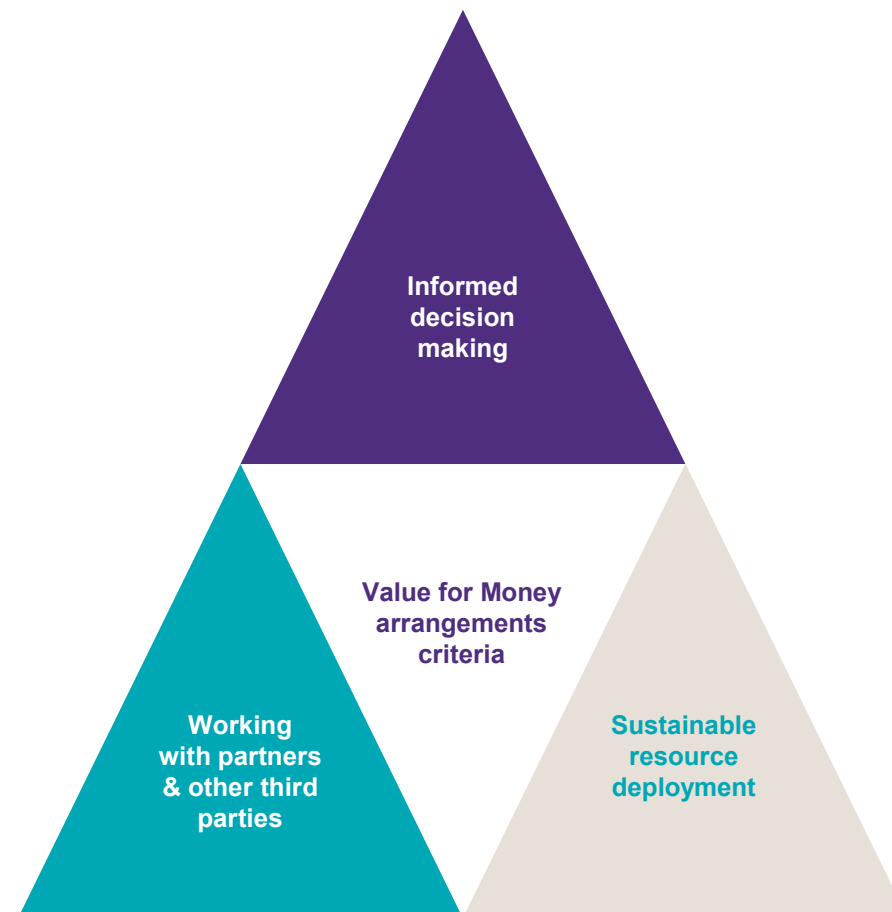 Informed
decision
making
Value for Money
arrangements
criteria
Working
with partners
& other third
parties
Sustainable
resource
deployment